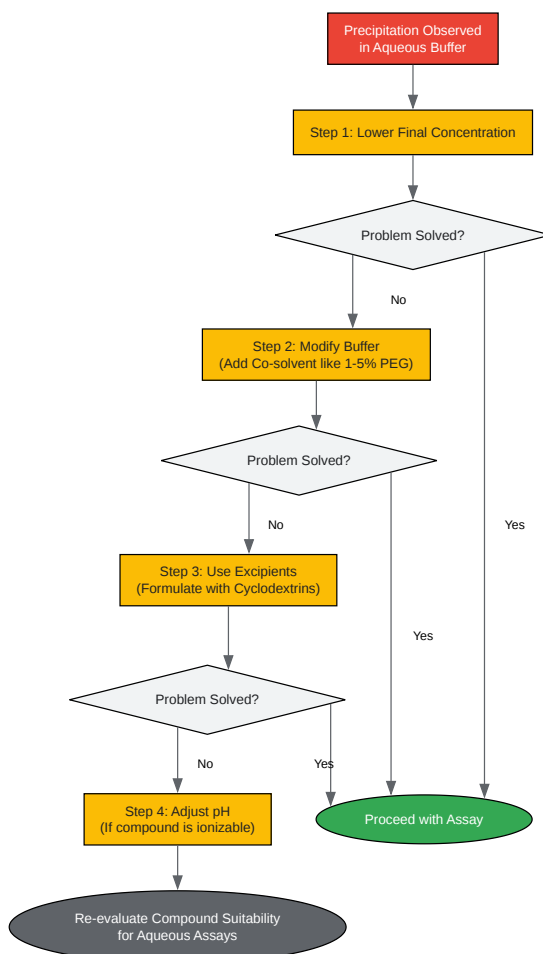 Precipitation Observed
in Aqueous Buffer
Step 1: Lower Final Concentration
Problem Solved?
No
Step 2: Modify Buffer
(Add Co-solvent like 1-5% PEG)
Problem Solved?
No
Yes
Step 3: Use Excipients
(Formulate with Cyclodextrins)
Yes
Problem Solved?
No
Yes
Step 4: Adjust pH
(If compound is ionizable)
Proceed with Assay
Re-evaluate Compound Suitability
for Aqueous Assays